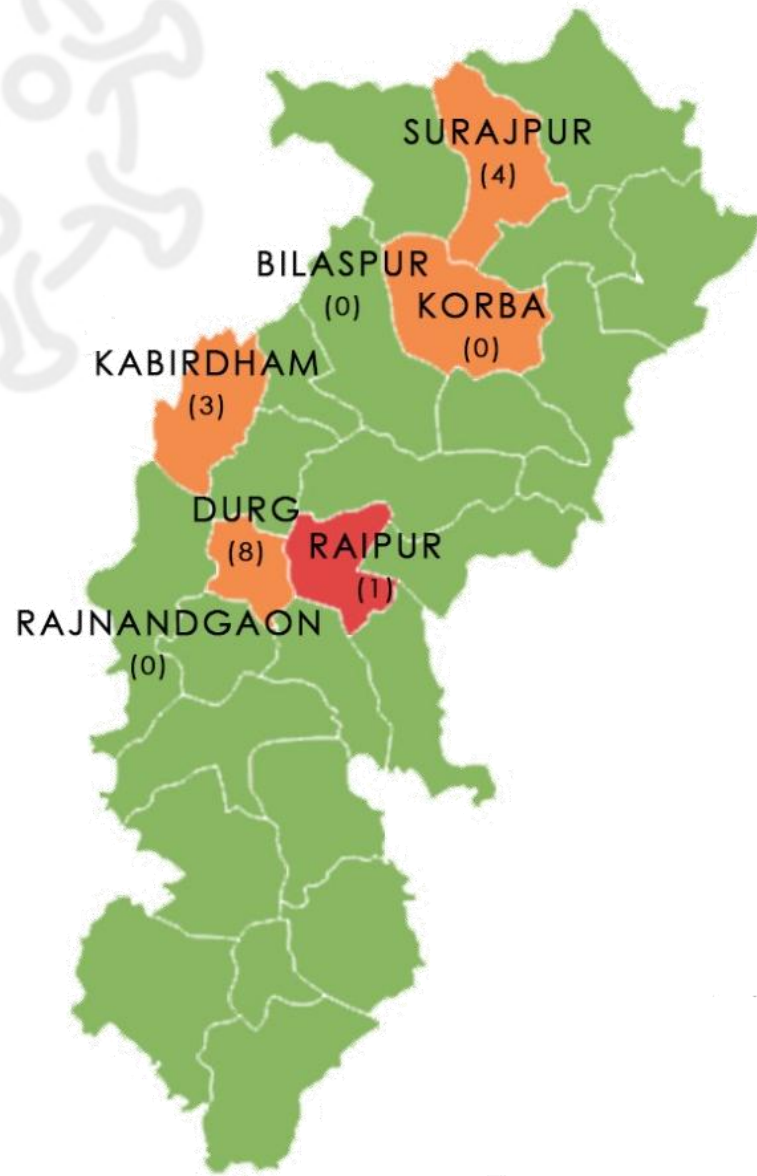 SURAJPUR
(4)
BILASPUR
(0)
KORBA
(0)
KABIRDHAM
(3)
DURG
(8)
RAIPUR
(1)
RAJNANDGAON
(0)